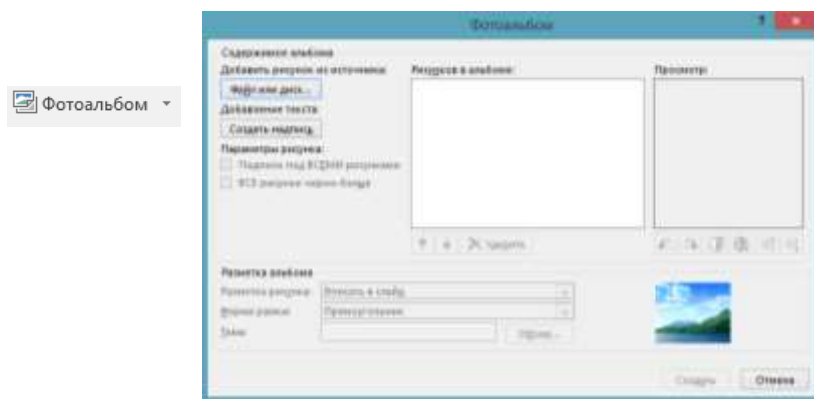 Фотоальбом
Фотоальбом ?
Содержимое альбома
Добавить рисунок из источника: Рисунков в альбоме: Просмотр:
Файл или диск...
Добавление текста
Создать надпись
Параметры рисунка:
Подписи под ВСЕМИ рисунками
ВСЕ рисунки черно-белые
Удалить
Разметка альбома
Разметка рисунка: Вписать в слайд
Форма рамки: Прямоугольник
Тема: Обзор...
Создать Отмена